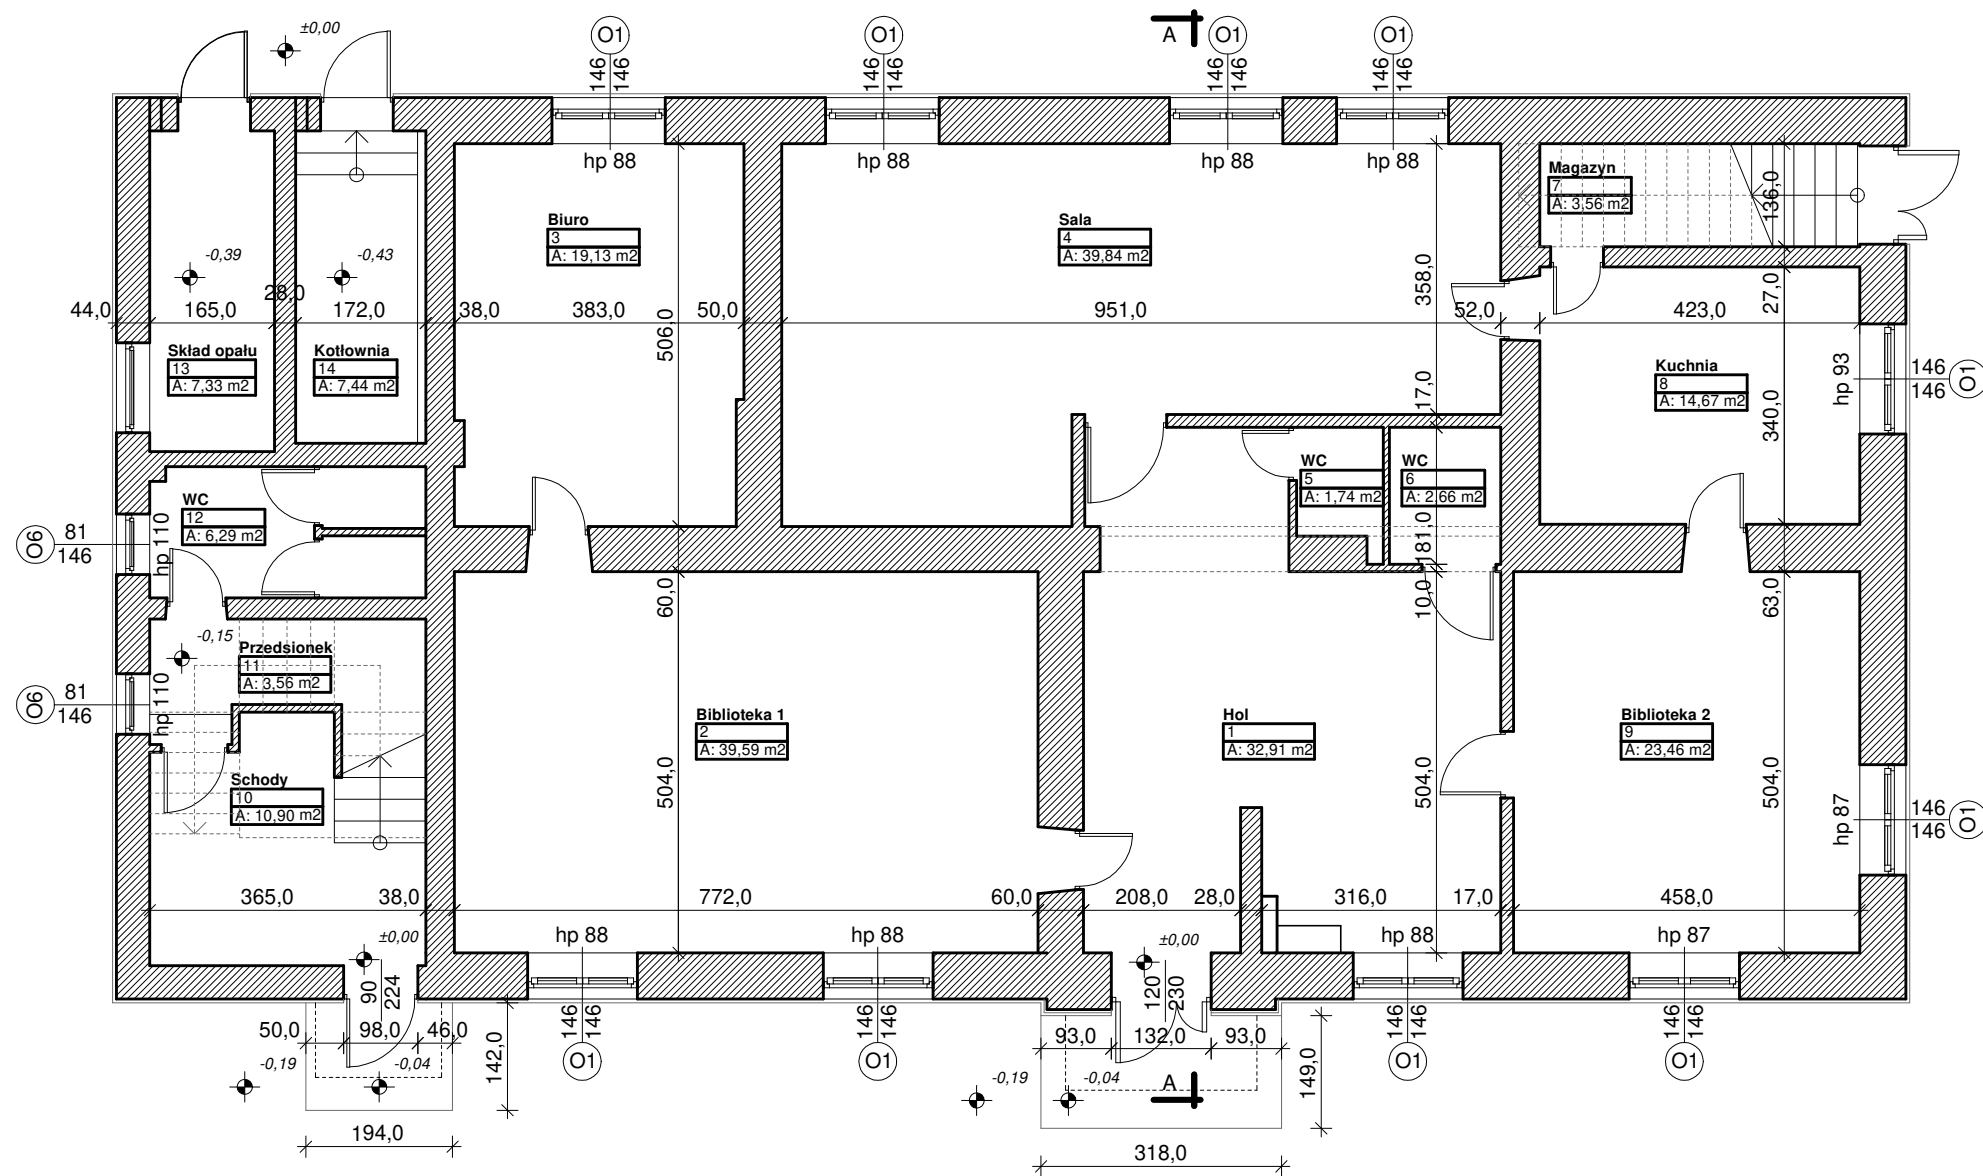 ±0,00
O1
146
146
O1
146
146
A
O1
146
146
O1
146
146
hp 88
hp 88
hp 88
hp 88
Magazyn
7
A: 3,56 m2
136,0
Biuro
3
A: 19,13 m2
Sala
4
A: 39,84 m2
-0,39
-0,43
358,0
27,0
44,0
165,0
28,0
172,0
38,0
383,0
50,0
951,0
52,0
423,0
506,0
Skład opału
13
A: 7,33 m2
Kotłownia
14
A: 7,44 m2
17,0
Kuchnia
8
A: 14,67 m2
340,0
hp 93
146
146
O1
WC
12
A: 6,29 m2
WC
5
A: 1,74 m2
WC
6
A: 2,66 m2
O6
81
146
hp 110
181,0
60,0
10,0
63,0
-0,15
Przedsionek
11
A: 3,56 m2
O6
81
146
hp 110
Biblioteka 1
2
A: 39,59 m2
Hol
1
A: 32,91 m2
Biblioteka 2
9
A: 23,46 m2
Schody
10
A: 10,90 m2
504,0
504,0
504,0
hp 87
146
146
O1
365,0
38,0
772,0
60,0
208,0
28,0
316,0
17,0
458,0
±0,00
hp 88
hp 88
±0,00
hp 88
hp 87
90
224
120
230
146
146
O1
146
146
O1
146
146
O1
146
146
O1
50,0
98,0
46,0
142,0
93,0
132,0
93,0
149,0
-0,19
-0,04
-0,19
-0,04
A
194,0
318,0